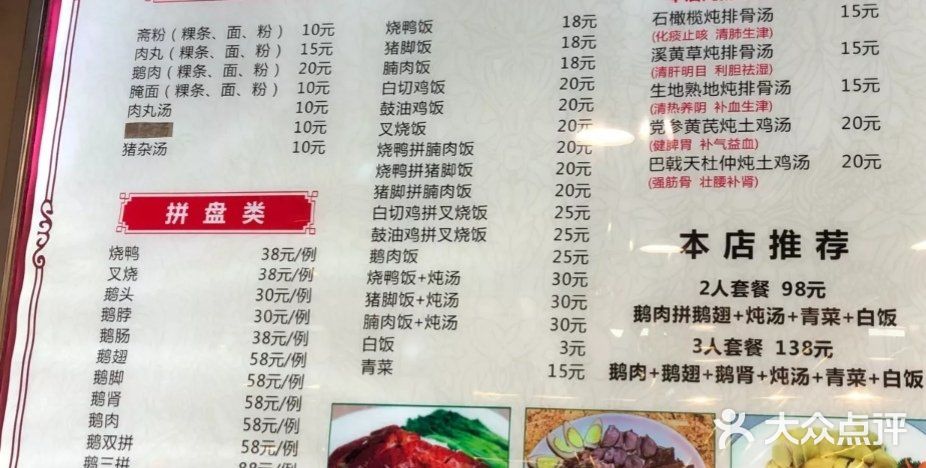 斋粉（粿条、面、粉） 10元
肉丸（粿条、面、粉） 15元
鹅肉（粿条、面、粉） 20元
腌面（粿条、面、粉） 10元
肉丸汤 10元
10元
猪杂汤 10元
拼盘类
烧鸭 38元/例
叉烧 38元/例
鹅头 30元/例
鹅脖 30元/例
鹅肠 38元/例
鹅翅 58元/例
鹅脚 58元/例
鹅肾 58元/例
鹅肉 58元/例
鹅双拼 58元/例
鹅三拼 88元/例
烧鸭饭 18元
猪脚饭 18元
腩肉饭 18元
白切鸡饭 20元
鼓油鸡饭 20元
叉烧饭 20元
烧鸭拼腩肉饭 20元
烧鸭拼猪脚饭 20元
猪脚拼腩肉饭 20元
白切鸡拼叉烧饭 25元
鼓油鸡拼叉烧饭 25元
鹅肉饭 25元
烧鸭饭+炖汤 30元
猪脚饭+炖汤 30元
腩肉饭+炖汤 30元
白饭 3元
青菜 15元
石橄榄炖排骨汤 15元
(化痰止咳 清肺生津)
溪黄草炖排骨汤 15元
(清肝明目 利胆祛湿)
生地熟地炖排骨汤 15元
(清热养阴 补血生津)
党参黄芪炖土鸡汤 20元
(健脾胃 补气益血)
巴戟天杜仲炖土鸡汤 20元
(强筋骨 壮腰补肾)
本店推荐
2人套餐 98元
鹅肉拼鹅翅+炖汤+青菜+白饭
3人套餐 138元
鹅肉+鹅翅+鹅肾+炖汤+青菜+白饭
大众点评